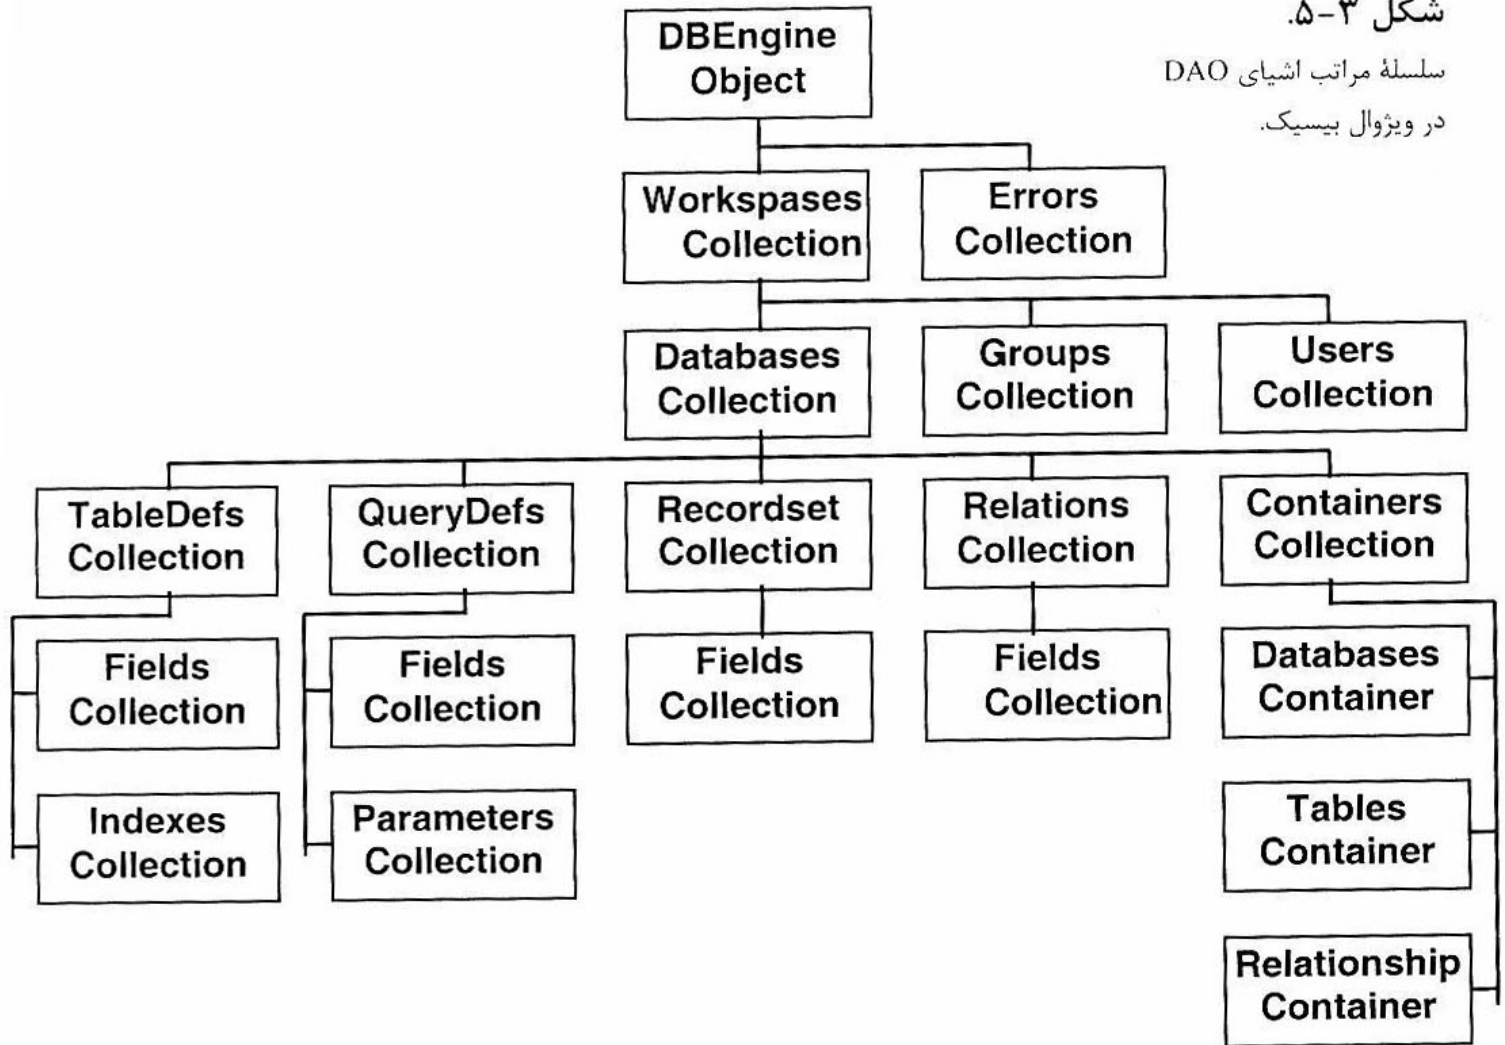 شکل ۳-۵.
سلسلهٔ مراتب اشیای DAO
در ویژوال بیسیک.
DBEngine
Object
Workspases
Collection
Errors
Collection
Databases
Collection
Groups
Collection
Users
Collection
TableDefs
Collection
QueryDefs
Collection
Recordset
Collection
Relations
Collection
Containers
Collection
Fields
Collection
Fields
Collection
Fields
Collection
Fields
Collection
Databases
Container
Indexes
Collection
Parameters
Collection
Tables
Container
Relationship
Container